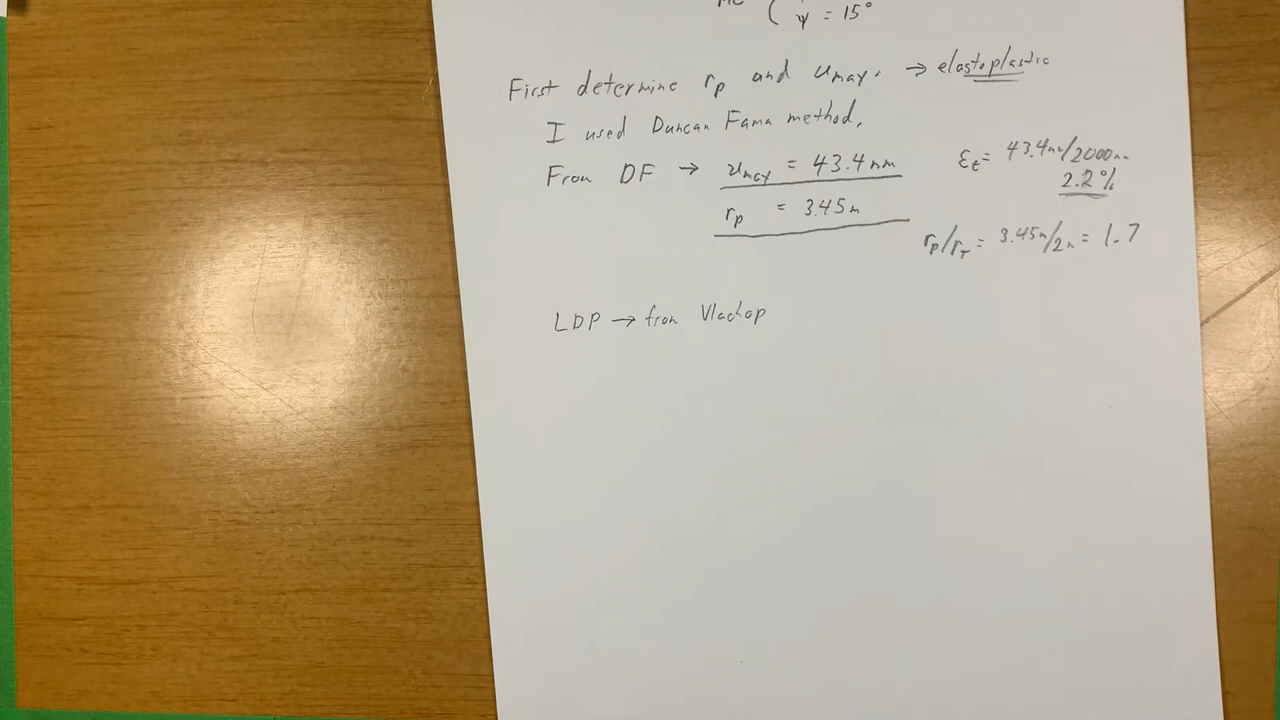 MC ( ψ = 15°
First determine rp and umax. → elastoplastic
I used Duncan Fama method.
From DF → umax = 43.4 mm
rp = 3.45m
εt = 43.4mm/2000mm
2.2%
rp/rT = 3.45m/2m = 1.7
LDP → from Vlachop